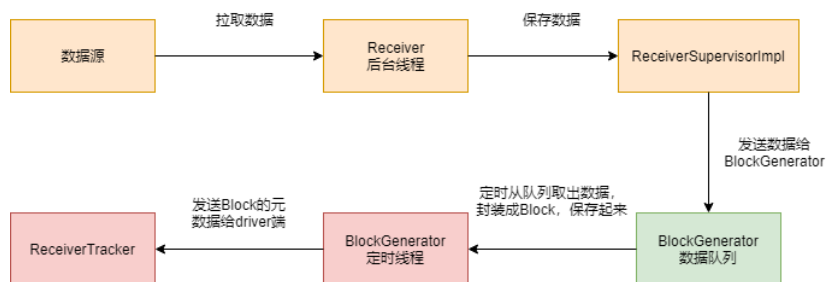 拉取数据
保存数据
数据源
Receiver
后台线程
ReceiverSupervisorImpl
发送数据给
BlockGenerator
定时从队列取出数据，
封装成Block，保存起来
发送Block的元
数据给driver端
ReceiverTracker
BlockGenerator
定时线程
BlockGenerator
数据队列